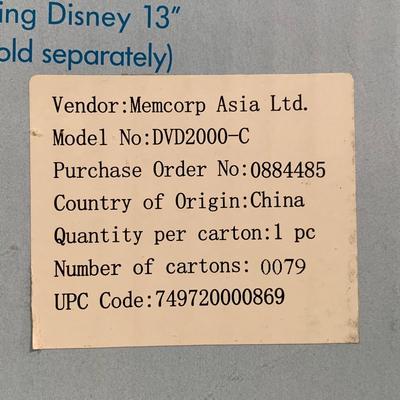 ing Disney 13"
old separately)
Vendor:Memcorp Asia Ltd.
Model No:DVD2000-C
Purchase Order No:0884485
Country of Origin:China
Quantity per carton:1 pc
Number of cartons: 0079
UPC Code:749720000869